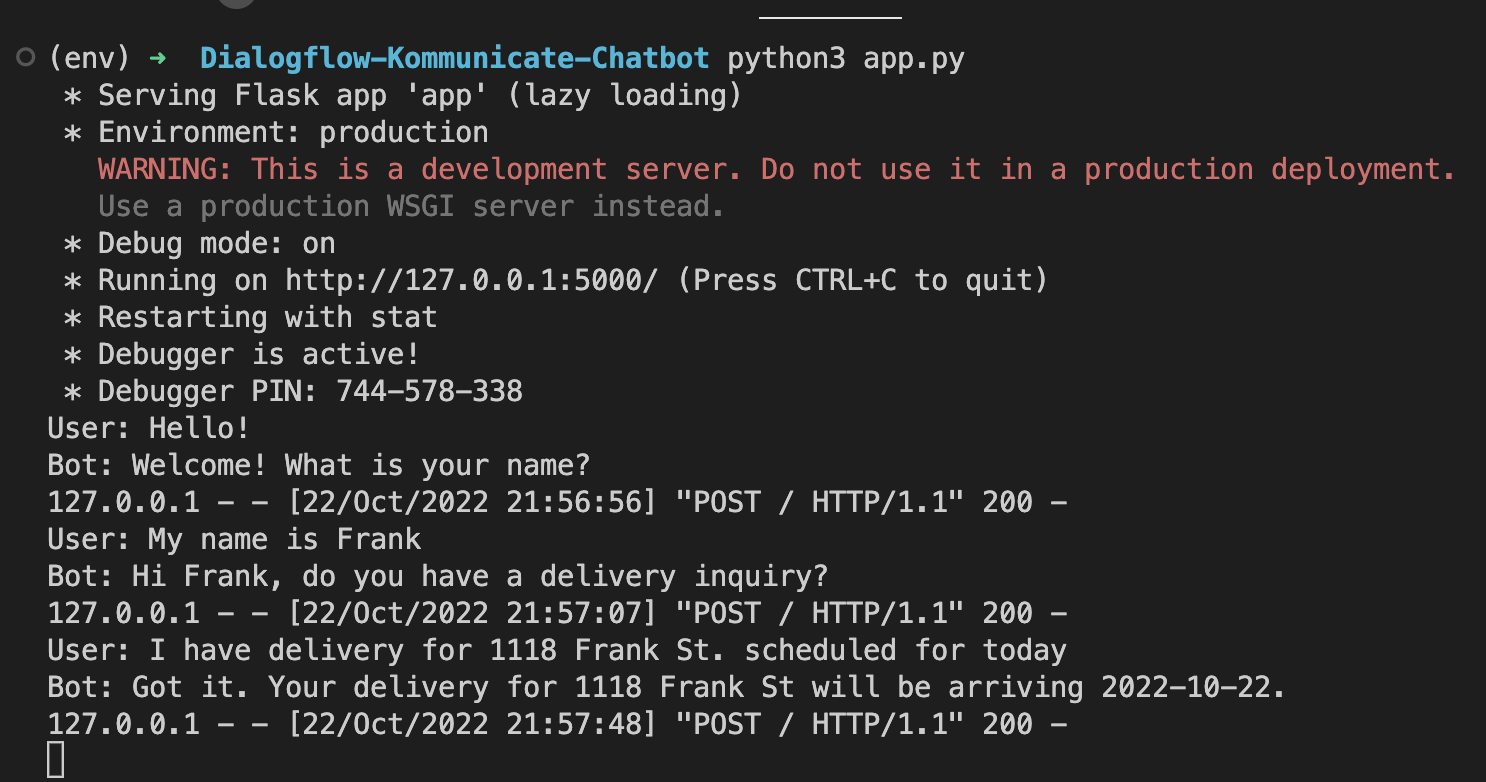 (env) ➜ Dialogflow-Kommunicate-Chatbot python3 app.py
* Serving Flask app 'app' (lazy loading)
* Environment: production
WARNING: This is a development server. Do not use it in a production deployment.
Use a production WSGI server instead.
* Debug mode: on
* Running on http://127.0.0.1:5000/ (Press CTRL+C to quit)
* Restarting with stat
* Debugger is active!
* Debugger PIN: 744-578-338
User: Hello!
Bot: Welcome! What is your name?
127.0.0.1 - - [22/Oct/2022 21:56:56] "POST / HTTP/1.1" 200 -
User: My name is Frank
Bot: Hi Frank, do you have a delivery inquiry?
127.0.0.1 - - [22/Oct/2022 21:57:07] "POST / HTTP/1.1" 200 -
User: I have delivery for 1118 Frank St. scheduled for today
Bot: Got it. Your delivery for 1118 Frank St will be arriving 2022-10-22.
127.0.0.1 - - [22/Oct/2022 21:57:48] "POST / HTTP/1.1" 200 -